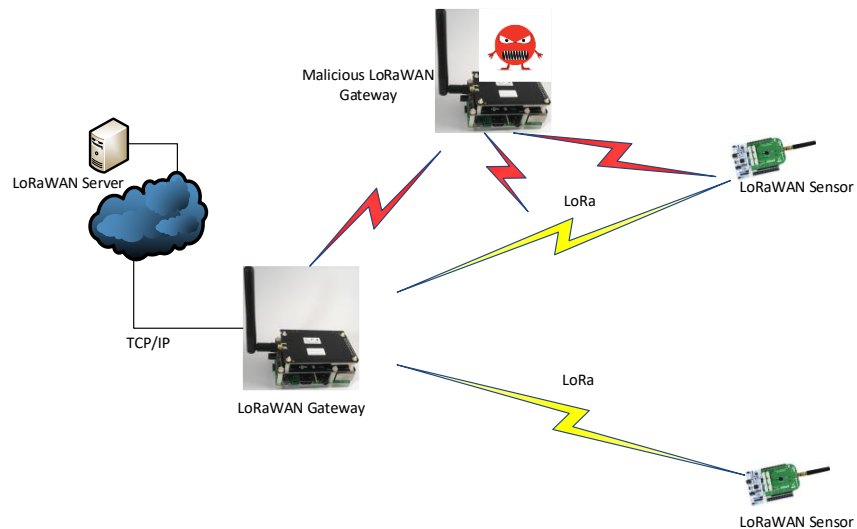 Malicious LoRaWAN
Gateway
LoRaWAN Server
LoRaWAN Sensor
LoRa
TCP/IP
LoRaWAN Gateway
LoRa
LoRaWAN Sensor